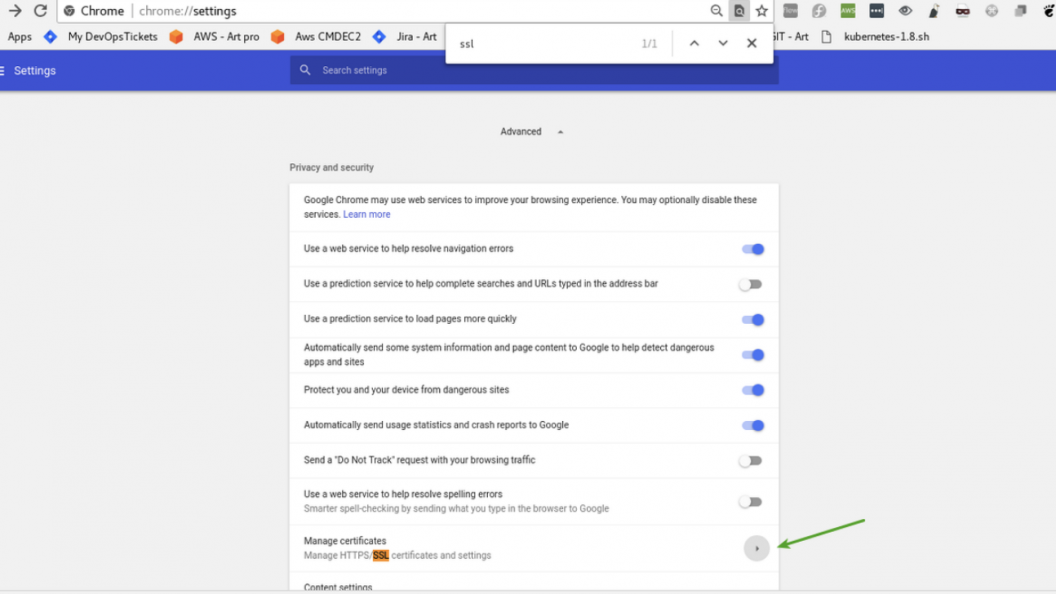 Chrome | chrome://settings
Apps My DevOpsTickets AWS - Art pro Aws CMDEC2 Jira - Art GIT - Art kubernetes-1.8.sh
ssl 1/1
Settings Search settings
Advanced
Privacy and security
Google Chrome may use web services to improve your browsing experience. You may optionally disable these
services. Learn more
Use a web service to help resolve navigation errors
Use a prediction service to help complete searches and URLs typed in the address bar
Use a prediction service to load pages more quickly
Automatically send some system information and page content to Google to help detect dangerous
apps and sites
Protect you and your device from dangerous sites
Automatically send usage statistics and crash reports to Google
Send a "Do Not Track" request with your browsing traffic
Use a web service to help resolve spelling errors
Smarter spell-checking by sending what you type in the browser to Google
Manage certificates
Manage HTTPS/SSL certificates and settings
Content settings